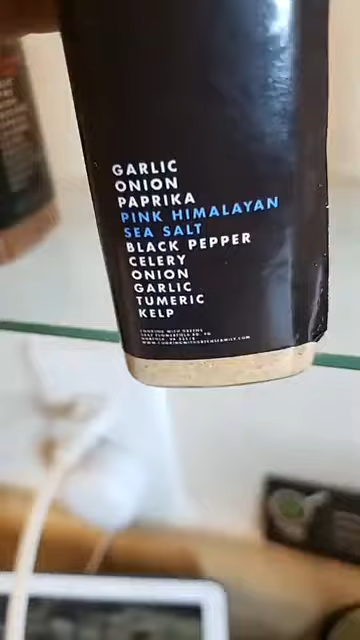 GARLIC
ONION
PAPRIKA
PINK HIMALAYAN
SEA SALT
BLACK PEPPER
CELERY
ONION
GARLIC
TUMERIC
KELP
COOKING WITH GREENS